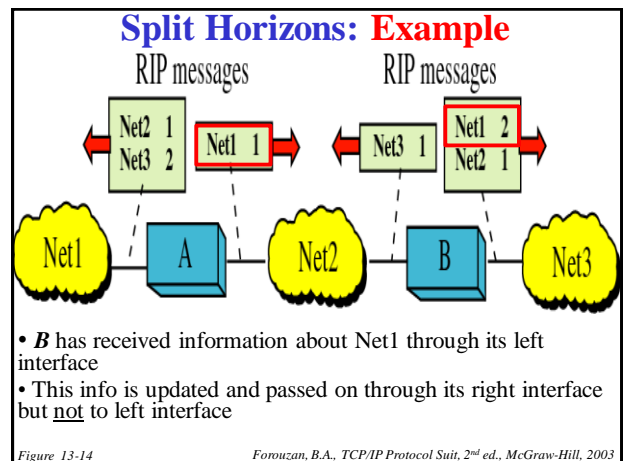 Split Horizons: Example
RIP messages
RIP messages
Net2 1
Net3 2
Net1 1
Net3 1
Net1 2
Net2 1
Net1
A
Net2
B
Net3
• B has received information about Net1 through its left
interface
• This info is updated and passed on through its right interface
but not to left interface
Figure 13-14
Forouzan, B.A., TCP/IP Protocol Suit, 2nd ed., McGraw-Hill, 2003